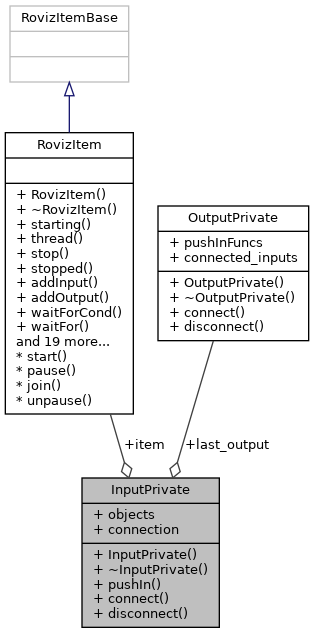 RovizItemBase
RovizItem
+ RovizItem()
+ ~RovizItem()
+ starting()
+ thread()
+ stop()
+ stopped()
+ addInput()
+ addOutput()
+ waitForCond()
+ waitFor()
and 19 more...
* start()
* pause()
* join()
* unpause()
OutputPrivate
+ pushInFuncs
+ connected_inputs
+ OutputPrivate()
+ ~OutputPrivate()
+ connect()
+ disconnect()
+item
+last_output
InputPrivate
+ objects
+ connection
+ InputPrivate()
+ ~InputPrivate()
+ pushIn()
+ connect()
+ disconnect()